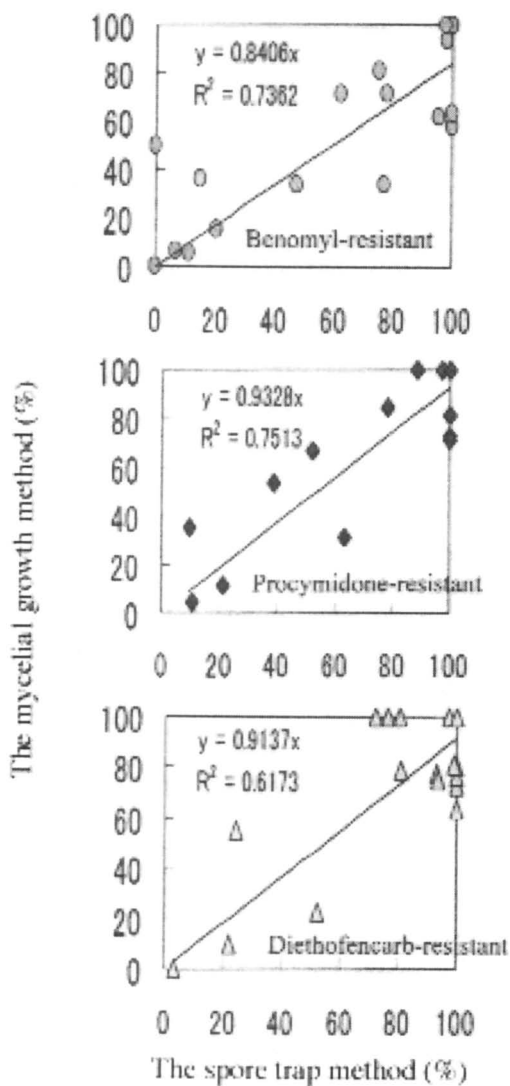 100
80
60
40
20
0
y = 0.8406x
R² = 0.7362
Benomyl-resistant
0 20 40 60 80 100
100
80
60
40
20
0
y = 0.9328x
R² = 0.7513
Procymidone-resistant
0 20 40 60 80 100
The mycelial growth method (%)
100
80
60
40
20
0
y = 0.9137x
R² = 0.6173
Diethofencarb-resistant
0 20 40 60 80 100
The spore trap method (%)